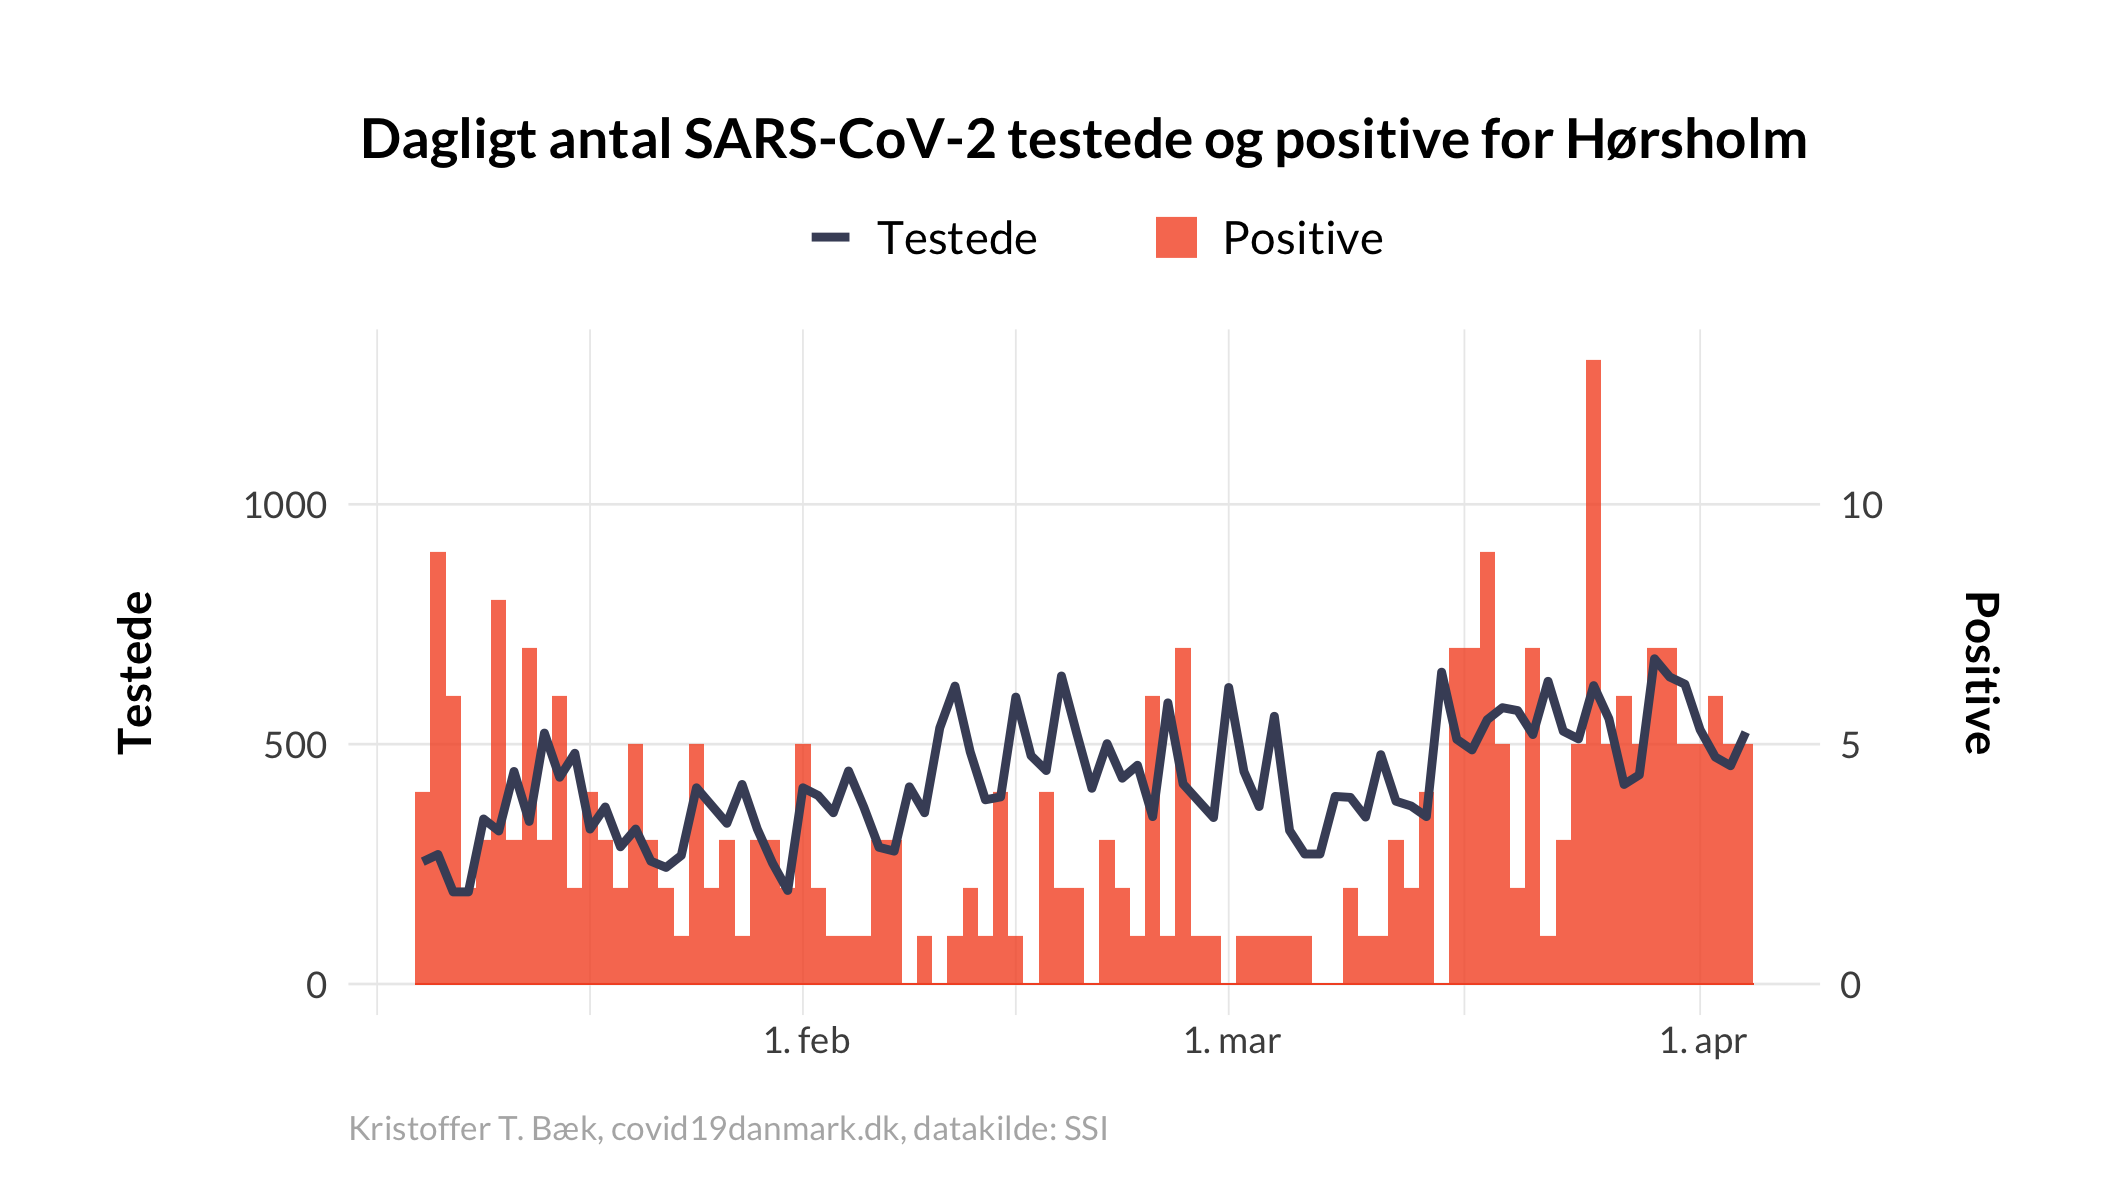 Dagligt antal SARS-CoV-2 testede og positive for Hørsholm
Testede
Positive
1000
500
0
10
5
0
Testede
Positive
1. feb
1. mar
1. apr
Kristoffer T. Bæk, covid19danmark.dk, datakilde: SSI